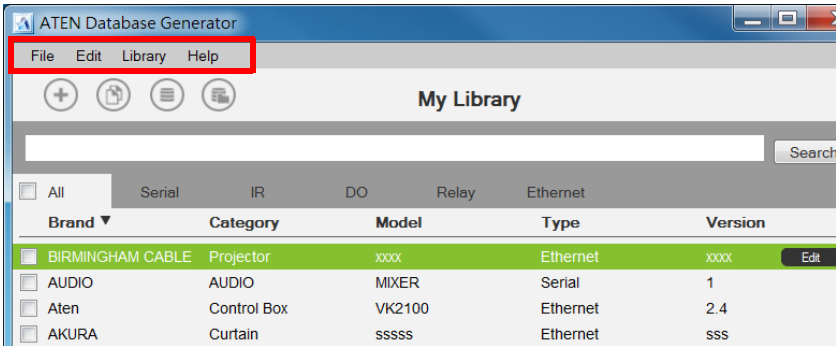 ATEN Database Generator
File Edit Library Help
My Library
Search
All Serial IR DO Relay Ethernet
Brand ▼ Category Model Type Version
BIRMINGHAM CABLE Projector xxxx Ethernet xxxx Edit
AUDIO AUDIO MIXER Serial 1
Aten Control Box VK2100 Ethernet 2.4
AKURA Curtain sssss Ethernet sss